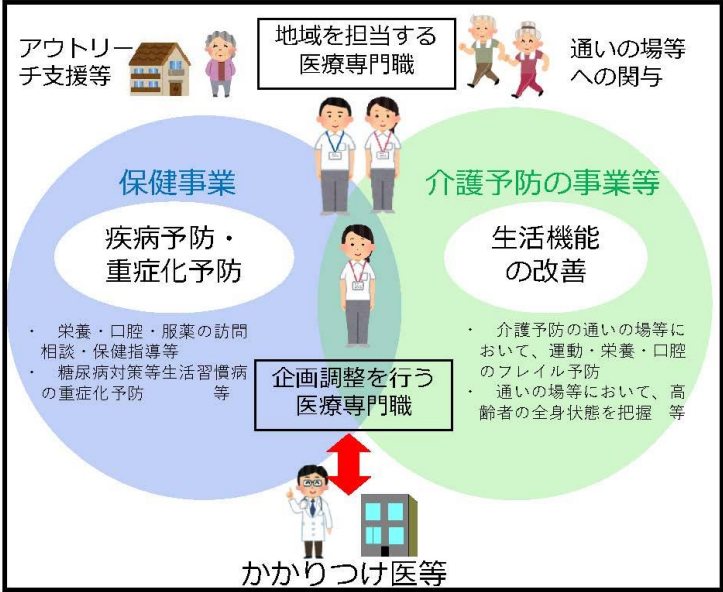 アウトリー
チ支援等
地域を担当する
医療専門職
通いの場等
への関与
保健事業
介護予防の事業等
疾病予防・
重症化予防
生活機能
の改善
・ 栄養・口腔・服薬の訪問
相談・保健指導等
・ 糖尿病対策等生活習慣病
の重症化予防 等
・ 介護予防の通いの場等に
おいて、運動・栄養・口腔
のフレイル予防
・ 通いの場等において、高
齢者の全身状態を把握 等
企画調整を行う
医療専門職
かかりつけ医等